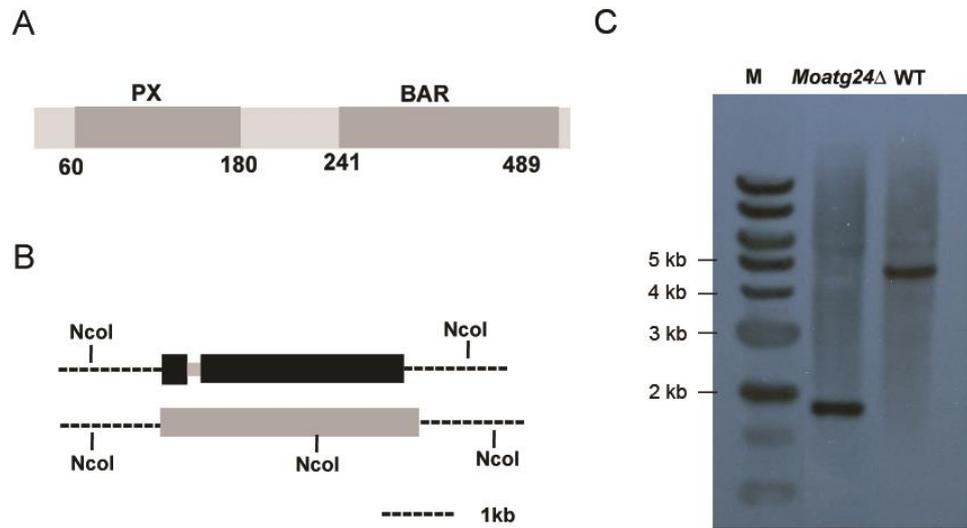 A
PX
BAR
60
180
241
489
B
NcoI
NcoI
NcoI
NcoI
NcoI
1kb
C
M Moatg24Δ WT
5 kb
4 kb
3 kb
2 kb